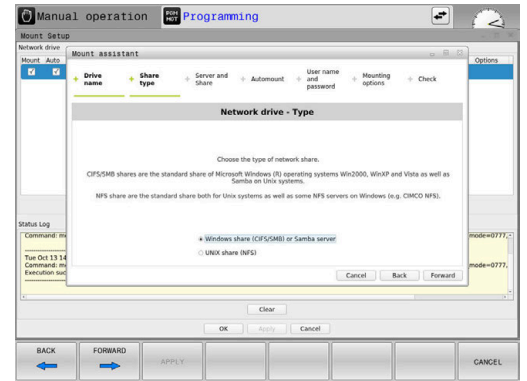 Manual operation
PGM
MGT
Programming
Mount Setup
Network drive
Mount Auto
Options
Mount assistant
Drive name
Share type
Server and Share
Automount
User name and password
Mounting options
Check
Network drive - Type
Choose the type of network share.
CIFS/SMB shares are the standard share of Microsoft Windows (R) operating systems Win2000, WinXP and Vista as well as
Samba on Unix systems.
NFS share are the standard share both for Unix systems as well as some NFS servers on Windows (e.g. CIMCO NFS).
Windows share (CIFS/SMB) or Samba server
UNIX share (NFS)
Cancel Back Forward
Status Log
Command: m
mode=0777,
Tue Oct 13 14
Command: m
mode=0777,
Execution suc
Clear
OK Apply Cancel
BACK FORWARD APPLY CANCEL